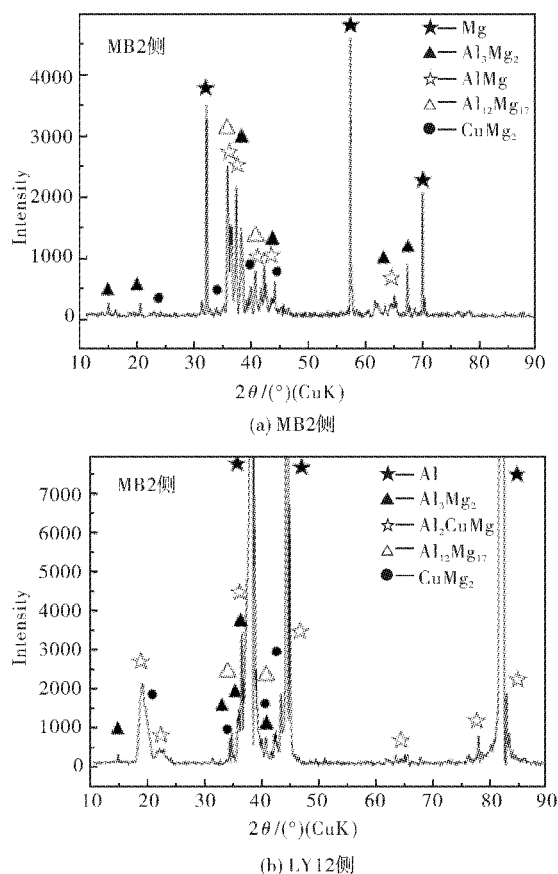 MB2侧
★—Mg
▲—Al₃Mg₂
☆—AlMg
△—Al₁₂Mg₁₇
●—CuMg₂
Intensity
4000
3000
2000
1000
0
10 20 30 40 50 60 70 80 90
2θ/(°)(CuK)
(a) MB2侧
MB2侧
★—Al
▲—Al₃Mg₂
☆—Al₂CuMg
△—Al₁₂Mg₁₇
●—CuMg₂
Intensity
7000
6000
5000
4000
3000
2000
1000
0
10 20 30 40 50 60 70 80 90
2θ/(°)(CuK)
(b) LY12侧